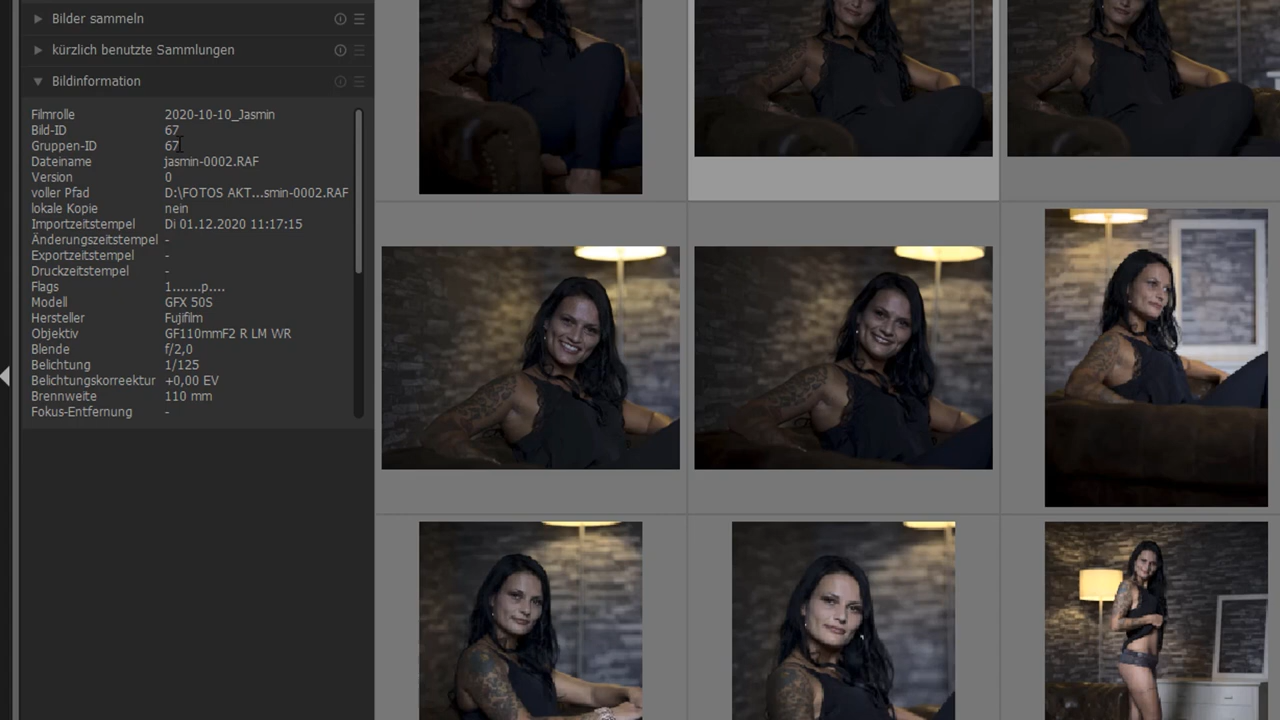 Bilder sammeln
kürzlich benutzte Sammlungen
Bildinformation
Filmrolle 2020-10-10_Jasmin
Bild-ID 67
Gruppen-ID 67
Dateiname jasmin-0002.RAF
Version 0
voller Pfad D:\FOTOS AKT...smin-0002.RAF
lokale Kopie nein
Importzeitstempel Di 01.12.2020 11:17:15
Änderungszeitstempel -
Exportzeitstempel -
Druckzeitstempel -
Flags 1.......p....
Modell GFX 50S
Hersteller Fujifilm
Objektiv GF110mmF2 R LM WR
Blende f/2,0
Belichtung 1/125
Belichtungskorrektur +0,00 EV
Brennweite 110 mm
Fokus-Entfernung -